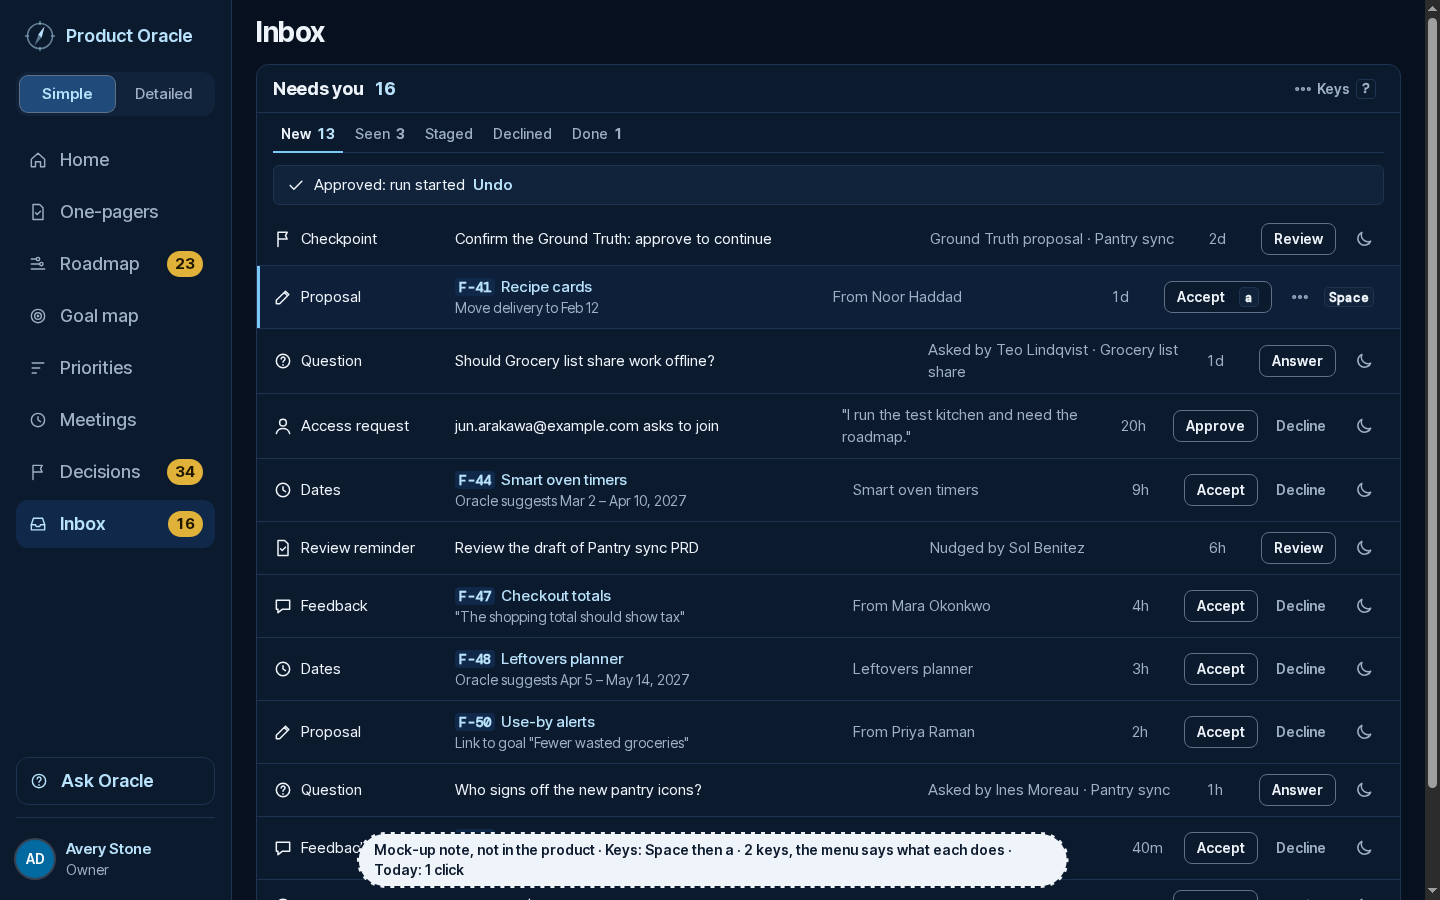 Product Oracle
Simple Detailed
Home
One-pagers
Roadmap 23
Goal map
Priorities
Meetings
Decisions 34
Inbox 16
Ask Oracle
AD Avery Stone
Owner
Inbox
Needs you 16 ••• Keys ?
New 13 Seen 3 Staged Declined Done 1
Approved: run started Undo
Checkpoint Confirm the Ground Truth: approve to continue Ground Truth proposal · Pantry sync 2d Review
Proposal F-41 Recipe cards From Noor Haddad 1d Accept a ••• Space
Move delivery to Feb 12
Question Should Grocery list share work offline? Asked by Teo Lindqvist · Grocery list share 1d Answer
Access request jun.arakawa@example.com asks to join "I run the test kitchen and need the roadmap." 20h Approve Decline
Dates F-44 Smart oven timers Smart oven timers 9h Accept Decline
Oracle suggests Mar 2 – Apr 10, 2027
Review reminder Review the draft of Pantry sync PRD Nudged by Sol Benitez 6h Review
Feedback F-47 Checkout totals From Mara Okonkwo 4h Accept Decline
"The shopping total should show tax"
Dates F-48 Leftovers planner Leftovers planner 3h Accept Decline
Oracle suggests Apr 5 – May 14, 2027
Proposal F-50 Use-by alerts From Priya Raman 2h Accept Decline
Link to goal "Fewer wasted groceries"
Question Who signs off the new pantry icons? Asked by Ines Moreau · Pantry sync 1h Answer
40m Accept Decline
Mock-up note, not in the product · Keys: Space then a · 2 keys, the menu says what each does ·
Today: 1 click